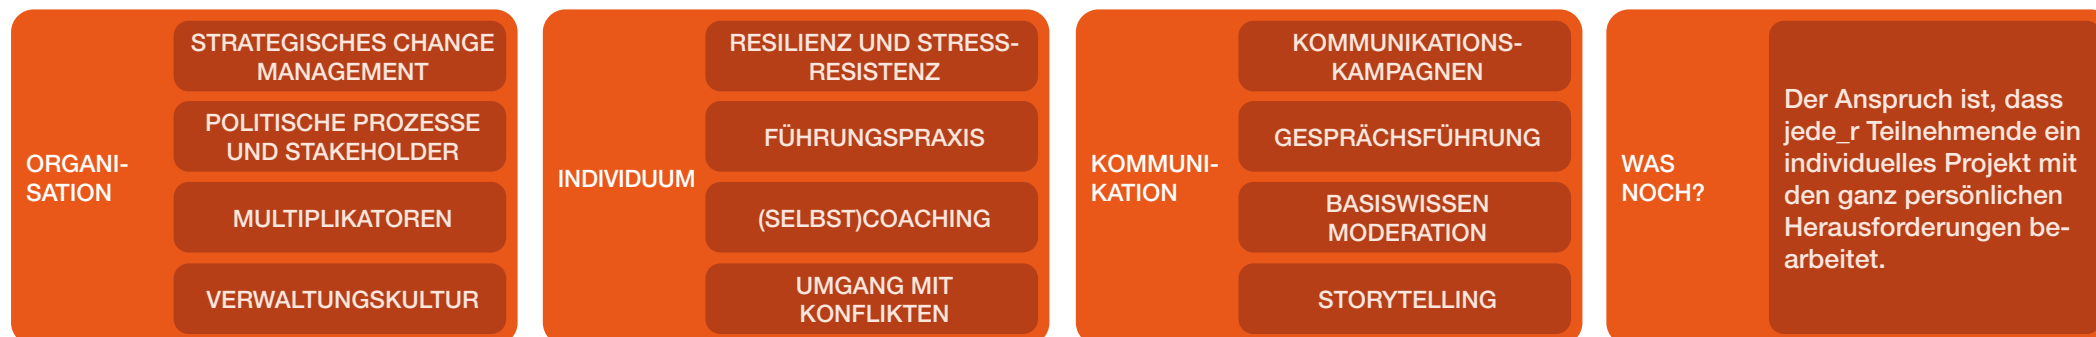 ORGANI-
SATION
STRATEGISCHES CHANGE
MANAGEMENT
POLITISCHE PROZESSE
UND STAKEHOLDER
MULTIPLIKATOREN
VERWALTUNGSKULTUR
INDIVIDUUM
RESILIENZ UND STRESS-
RESISTENZ
FÜHRUNGSPRAXIS
(SELBST)COACHING
UMGANG MIT
KONFLIKTEN
KOMMUNI-
KATION
KOMMUNIKATIONS-
KAMPAGNEN
GESPRÄCHSFÜHRUNG
BASISWISSEN
MODERATION
STORYTELLING
WAS
NOCH?
Der Anspruch ist, dass
jede_r Teilnehmende ein
individuelles Projekt mit
den ganz persönlichen
Herausforderungen be-
arbeitet.